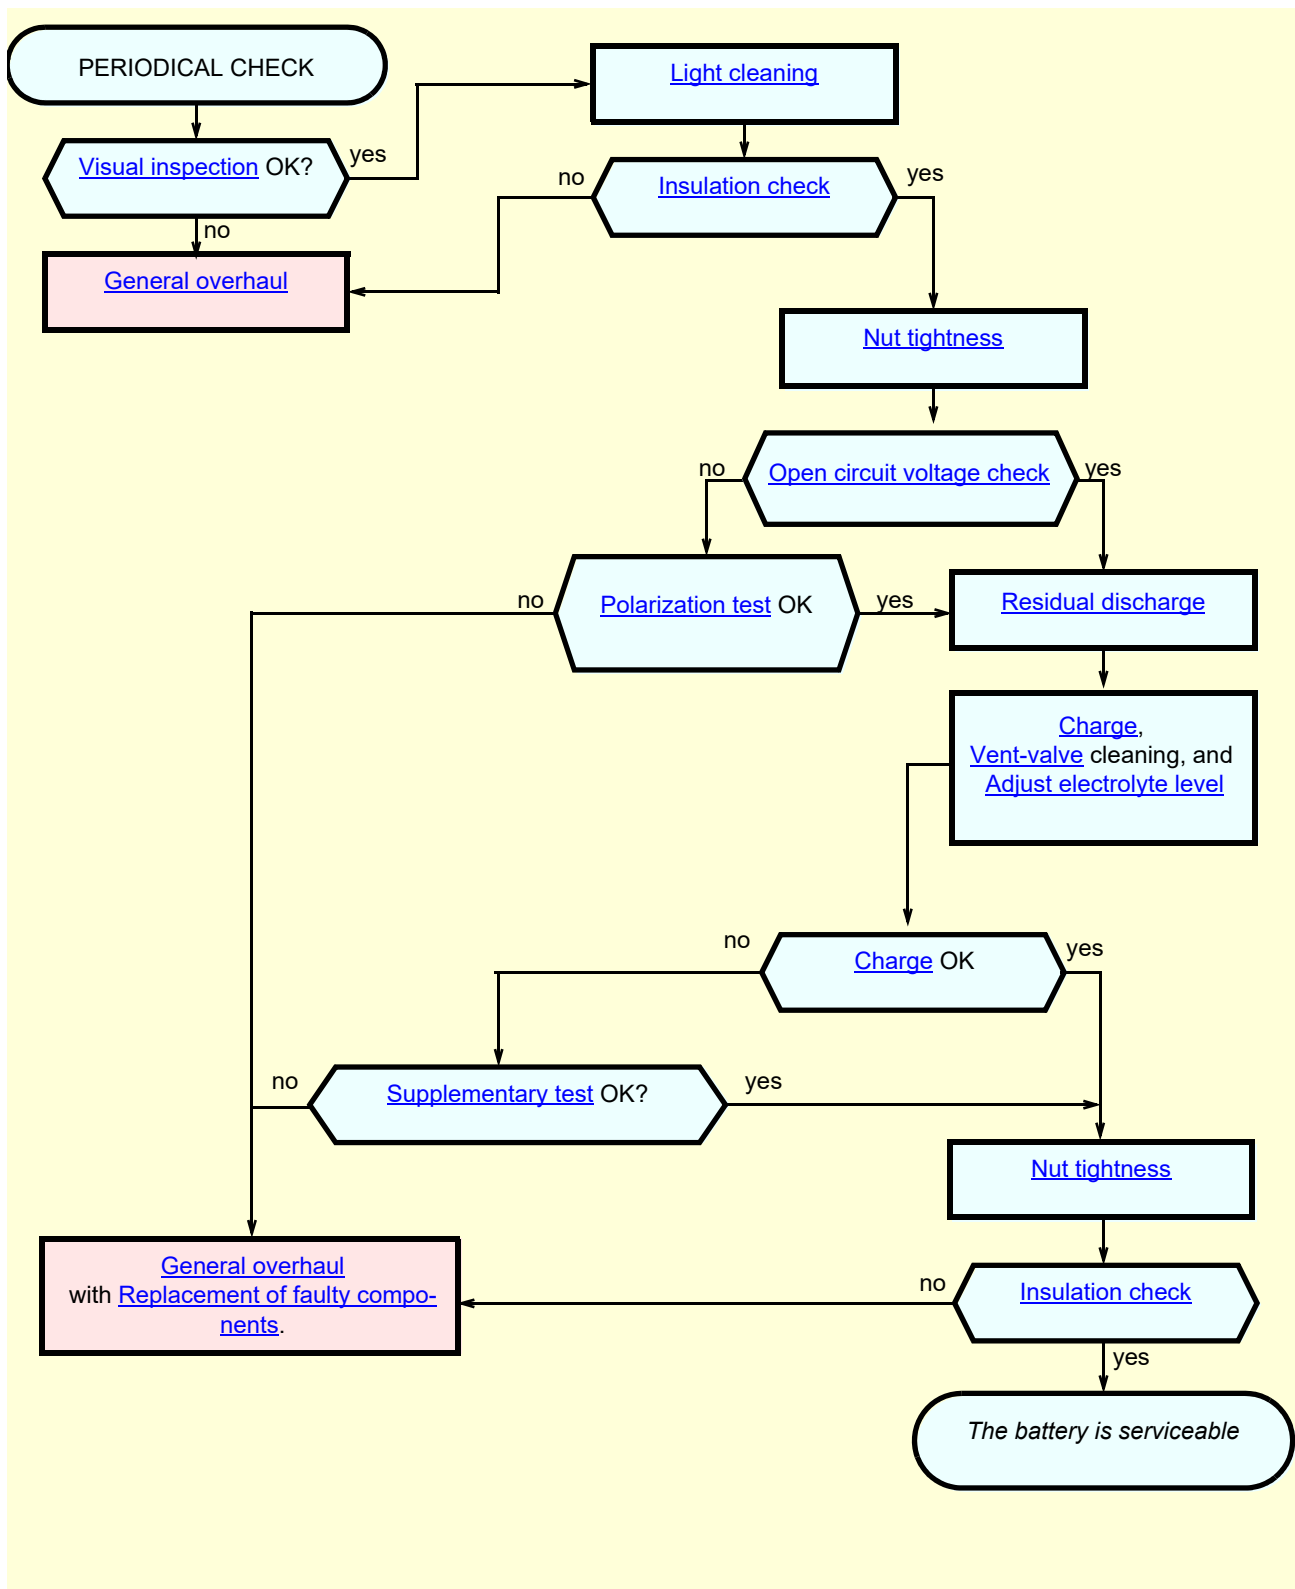 PERIODICAL CHECK
Light cleaning
Visual inspection OK?
yes
no
Insulation check
yes
no
General overhaul
Nut tightness
no
Open circuit voltage check
yes
no
Polarization test OK
yes
Residual discharge
Charge,
Vent-valve cleaning, and
Adjust electrolyte level
no
Charge OK
yes
no
Supplementary test OK?
yes
Nut tightness
General overhaul
with Replacement of faulty compo-
nents.
no
Insulation check
yes
The battery is serviceable